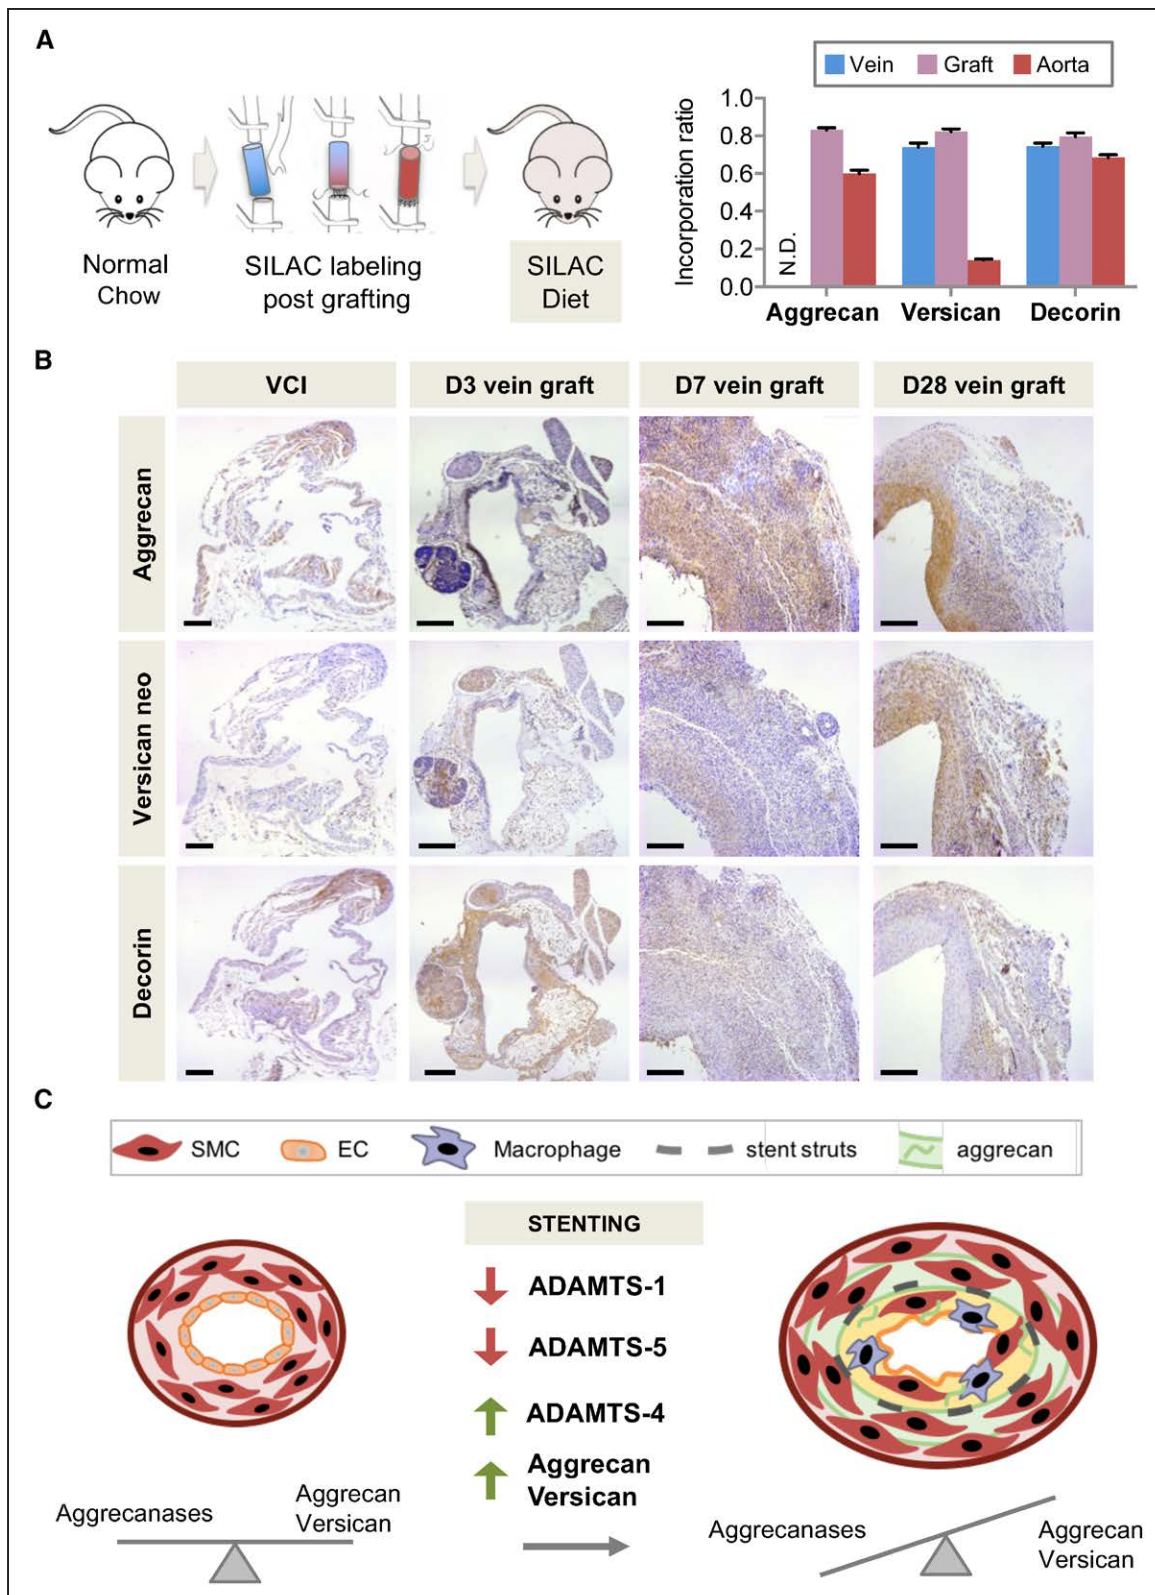 A
Vein Graft Aorta
Incorporation ratio
1.0
0.8
0.6
0.4
0.2
0.0
N.D.
Aggrecan Versican Decorin
Normal
Chow
SILAC labeling
post grafting
SILAC
Diet
B
VCI D3 vein graft D7 vein graft D28 vein graft
Aggrecan
Versican neo
Decorin
C
SMC EC Macrophage stent struts aggrecan
STENTING
ADAMTS-1
ADAMTS-5
ADAMTS-4
Aggrecan
Versican
Aggrecanases
Aggrecan
Versican
Aggrecanases
Aggrecan
Versican